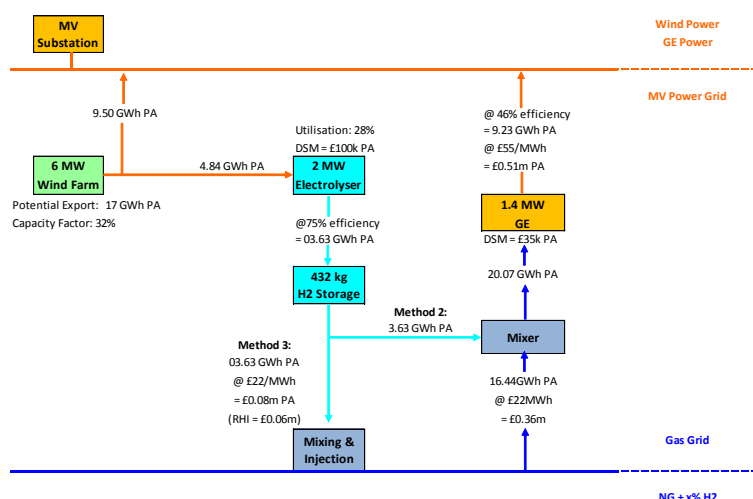 MV
Substation
Wind Power
GE Power
MV Power Grid
9.50 GWh PA
@ 46% efficiency
= 9.23 GWh PA
@ £55/MWh
= £0.51m PA
Utilisation: 28%
DSM = £100k PA
6 MW
Wind Farm
4.84 GWh PA
2 MW
Electrolyser
Potential Export:  17 GWh PA
Capacity Factor: 32%
1.4 MW
GE
DSM = £35k PA
@75% efficiency
= 03.63 GWh PA
20.07 GWh PA
432 kg
H2 Storage
Method 2:
3.63 GWh PA
Mixer
Method 3:
03.63 GWh PA
@ £22/MWh
= £0.08m PA
(RHI = £0.06m)
16.44GWh PA
@ £22MWh
= £0.36m
Mixing &
Injection
Gas Grid
NG + x% H2